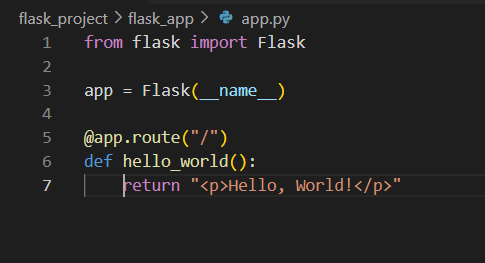 flask_project > flask_app > app.py
1 from flask import Flask
2
3 app = Flask(__name__)
4
5 @app.route("/")
6 def hello_world():
7     return "<p>Hello, World!</p>"